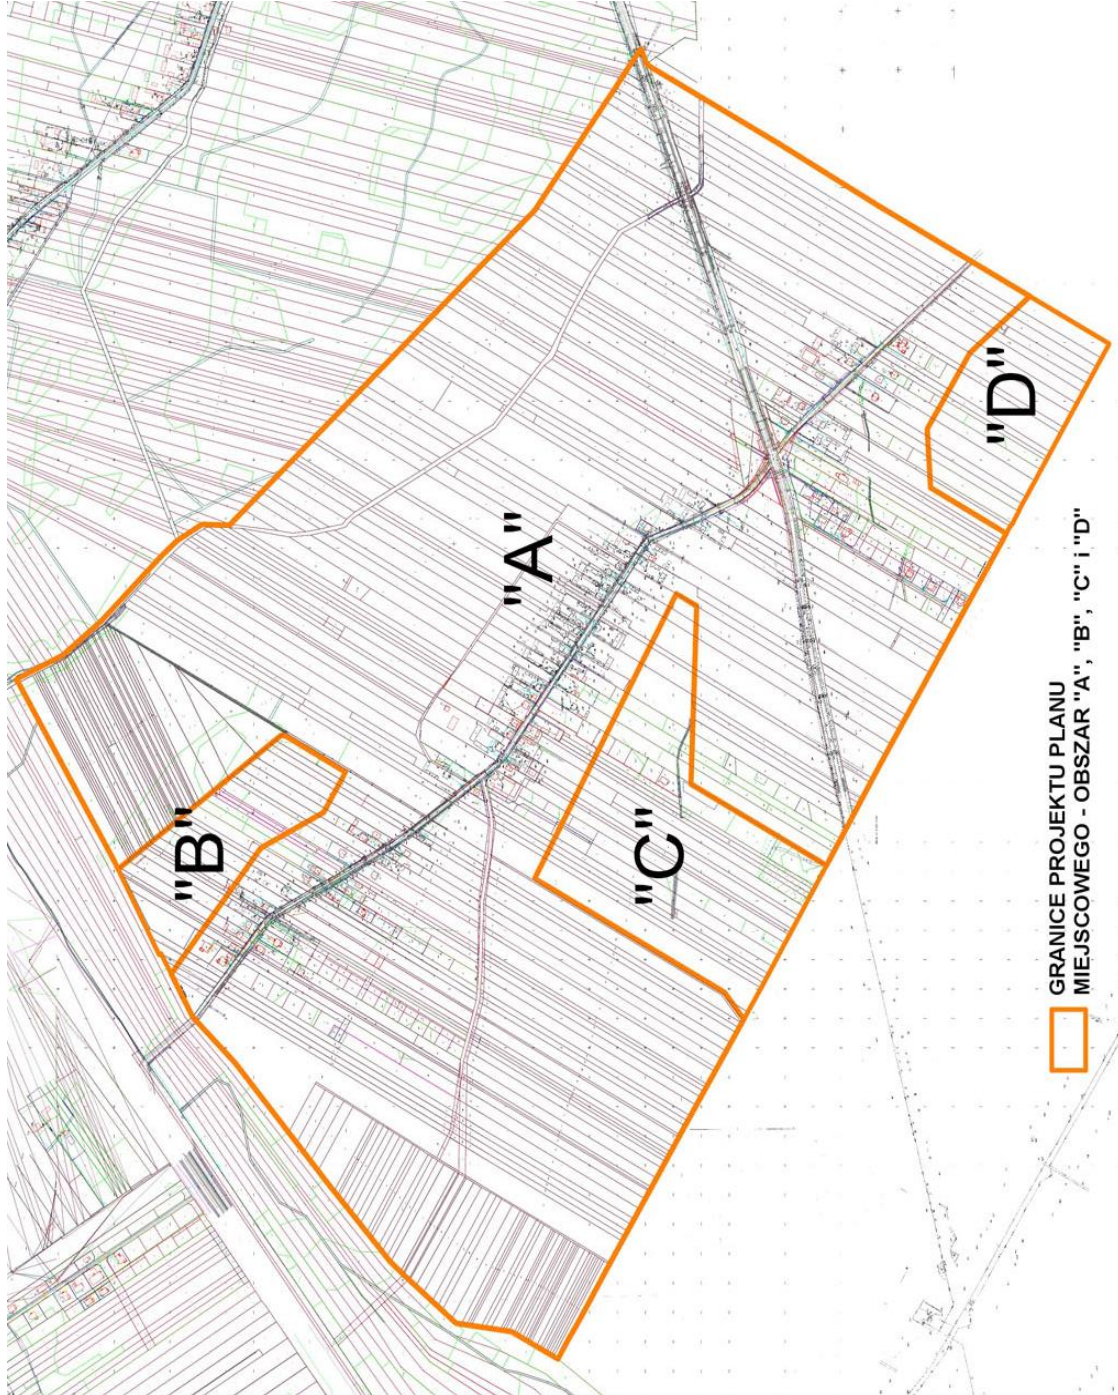 "A"
"B"
"C"
"D"
GRANICE PROJEKTU PLANU
MIEJSCOWEGO - OBSZAR "A", "B", "C" i "D"